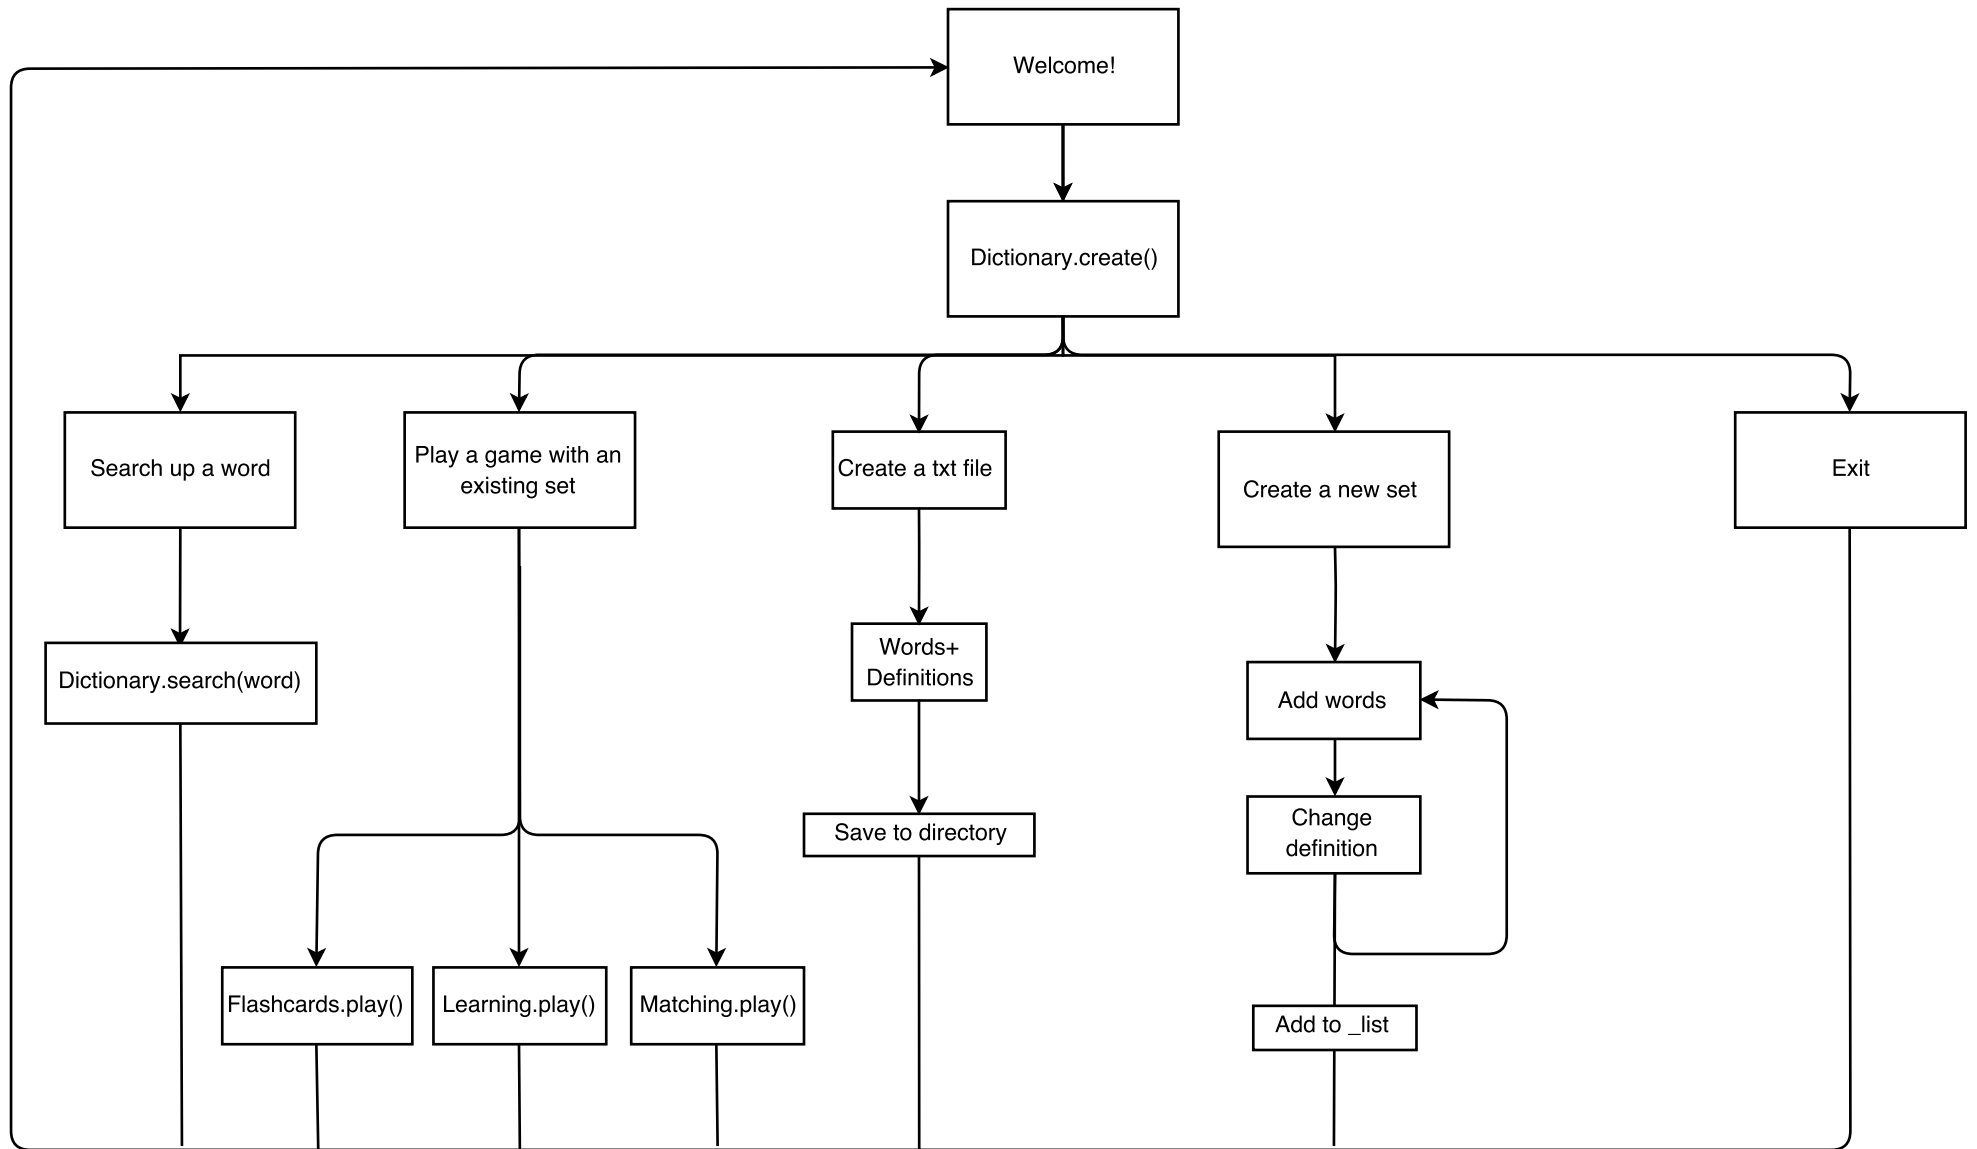 Welcome!
Dictionary.create()
Search up a word
Play a game with an
existing set
Create a txt file
Create a new set
Exit
Dictionary.search(word)
Words+
Definitions
Add words
Save to directory
Change
definition
Flashcards.play()
Learning.play()
Matching.play()
Add to _list